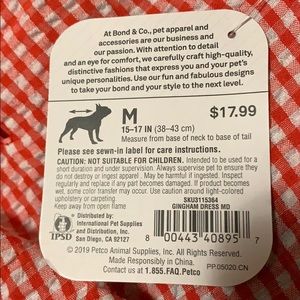 At Bond & Co., pet apparel and
accessories are our business and
our passion. With attention to detail
and an eye for comfort, we carefully craft high-quality,
distinctive fashions that express you and your pet's
unique personalities. Use our fun and fabulous designs
to take your bond and your style to the next level.
M
$17.99
15–17 IN (38–43 cm)
Measure from base of neck to base of tail
Please see sewn-in label for care instructions.
CAUTION: NOT SUITABLE FOR CHILDREN. Intended to be used for a
short duration and under supervision. Always supervise pet to ensure they
do not destroy or ingest apparel. May be harmful if ingested. Inspect
regularly and replace if any part becomes damaged. If product becomes
wet, color transfer may occur. Use caution around light-colored
upholstery or carpeting.
Keep away from open flame
SKU3115364
GINGHAM DRESS MD
IPSD
Distributed by:
International Pet Supplies
and Distribution, Inc.
San Diego, CA 92127
8 00443 40895 7
© 2019 Petco Animal Supplies, Inc. All Rights Reserved.
Made Responsibly in China.
Contact us at 1.855.FAQ.Petco
PP.05020.CN